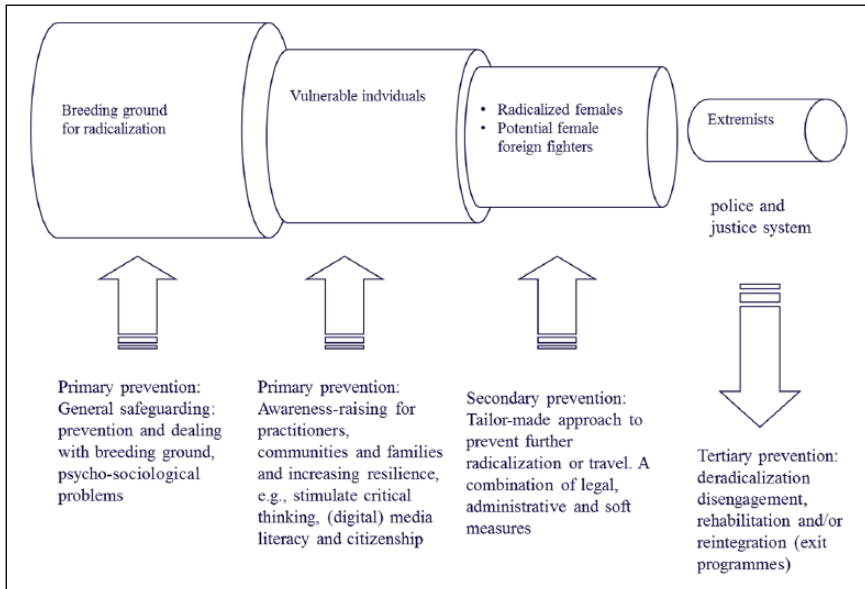 Breeding ground
for radicalization
Vulnerable indviduals
• Radicalized females
• Potential female
foreign fighters
Extremists
police and
justice system
Primary prevention:
General safeguarding:
prevention and dealing
with breeding ground,
psycho-sociological
problems
Primary prevention:
Awareness-raising for
practitioners,
communities and families
and increasing resilience,
e.g., stimulate critical
thinking, (digital) media
literacy and citizenship
Secondary prevention:
Tailor-made approach to
prevent further
radicalization or travel. A
combination of legal,
administrative and soft
measures
Tertiary prevention:
deradicalization
disengagement,
rehabilitation and/or
reintegration (exit
programmes)